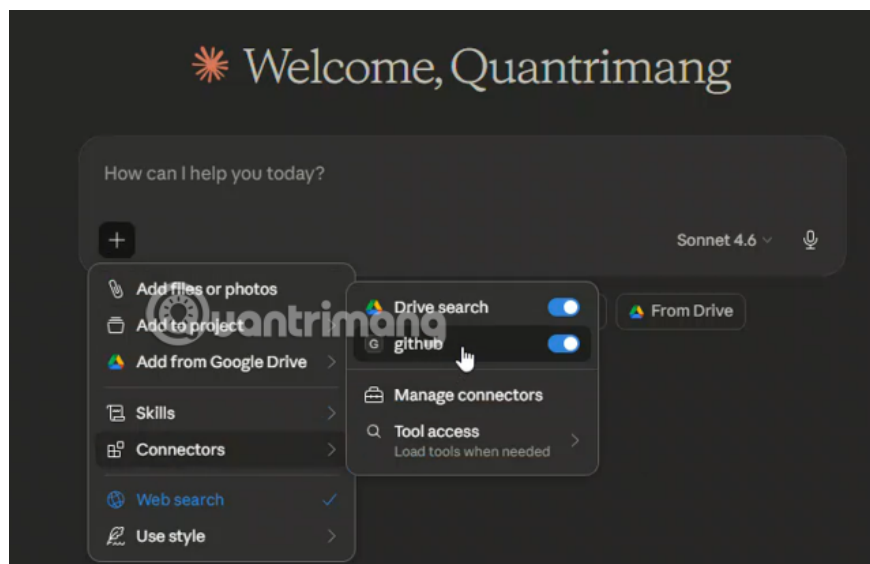 Welcome, Quantrimang
How can I help you today?
Sonnet 4.6
Add files or photos
Add to project
Add from Google Drive
Skills
Connectors
Web search
Use style
Drive search
G github
Manage connectors
Tool access
Load tools when needed
From Drive
Quantrimang